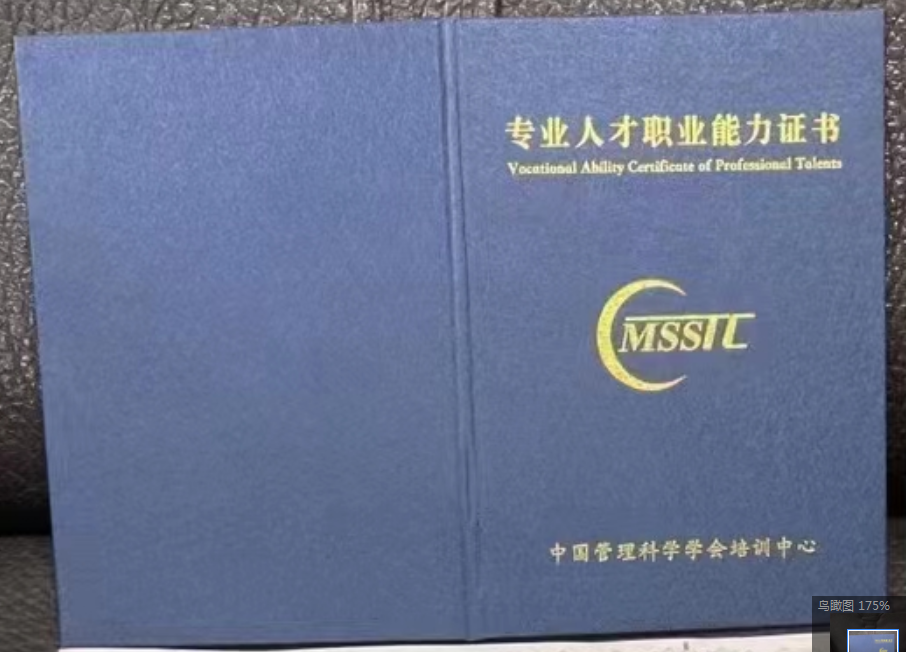 专业人才职业能力证书
Vocational Ability Certificate of Professional Talents
CMSSTC
中国管理科学学会培训中心
鸟瞰图 175%